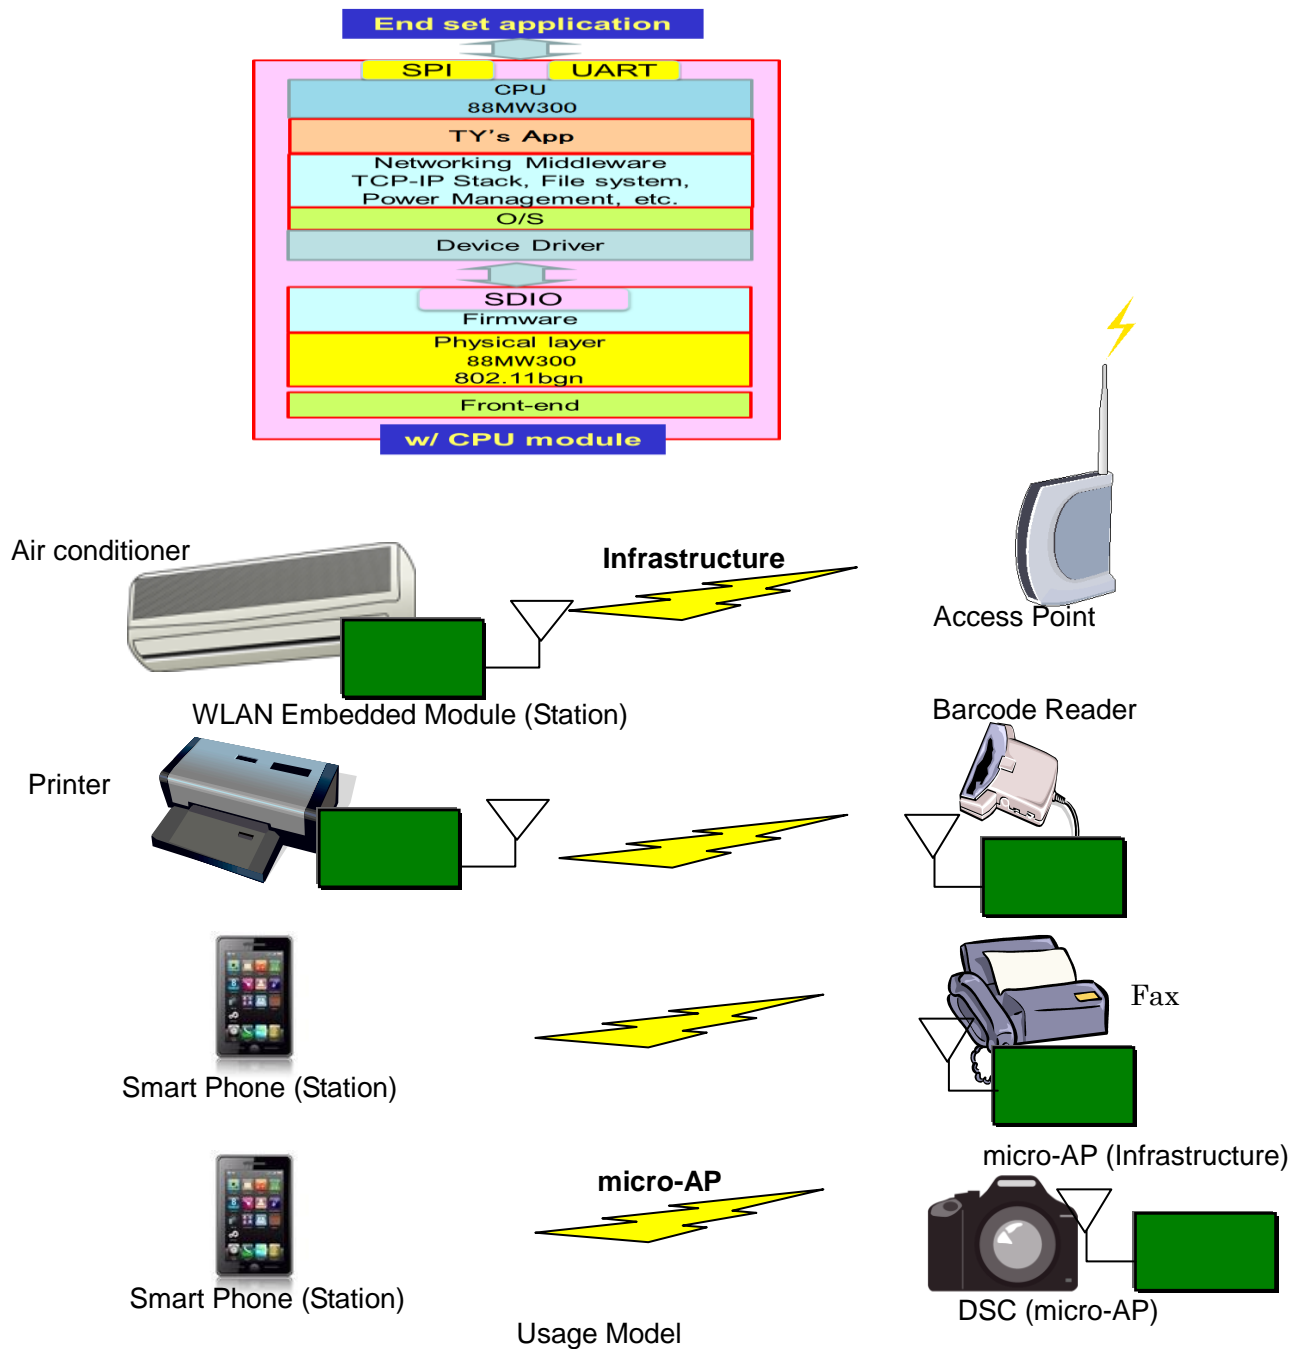 End set application
SPI UART
CPU
88MW300
TY's App
Networking Middleware
TCP-IP Stack, File system,
Power Management, etc.
O/S
Device Driver
SDIO
Firmware
Physical layer
88MW300
802.11bgn
Front-end
w/ CPU module
Air conditioner
Infrastructure
Access Point
WLAN Embedded Module (Station)
Barcode Reader
Printer
Fax
Smart Phone (Station)
micro-AP (Infrastructure)
micro-AP
Smart Phone (Station)
DSC (micro-AP)
Usage Model